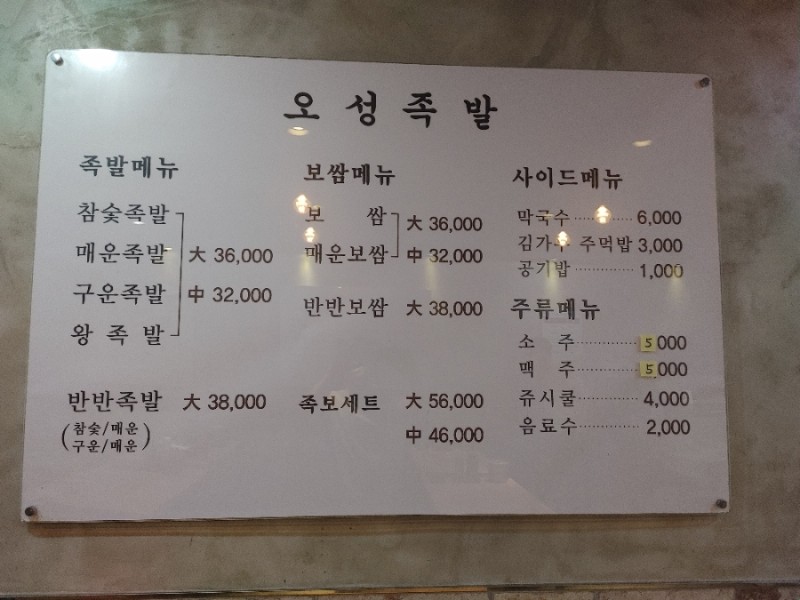 오성족발
족발메뉴
참숯족발
매운족발
구운족발
왕족발
大 36,000
中 32,000
반반족발 大 38,000
(참숯/매운
구운/매운)
보쌈메뉴
보쌈
매운보쌈
大 36,000
中 32,000
반반보쌈 大 38,000
족보세트 大 56,000
中 46,000
사이드메뉴
막국수 6,000
김가루 주먹밥 3,000
공기밥 1,000
주류메뉴
소주 5000
맥주 5,000
쥬시쿨 4,000
음료수 2,000